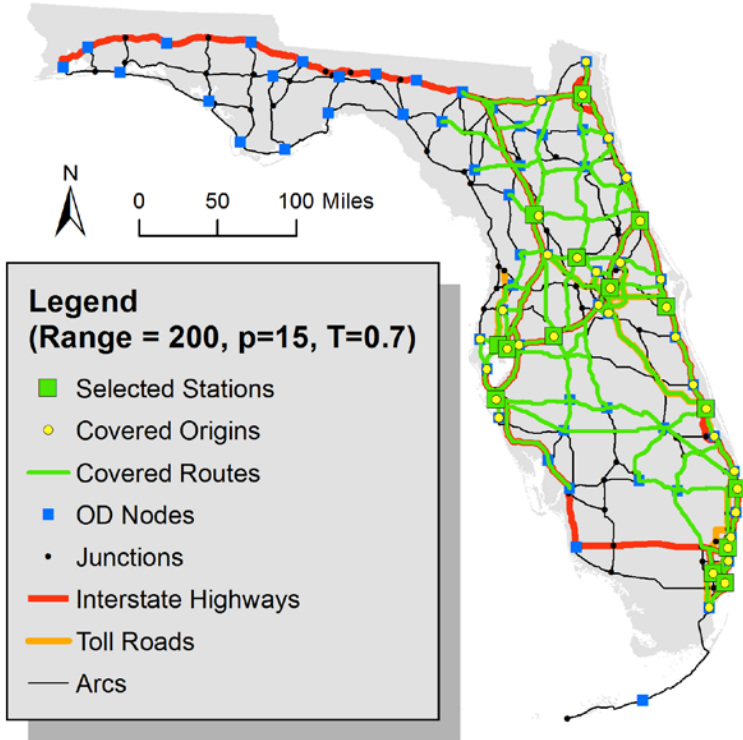 N
0 50 100 Miles
Legend
(Range = 200, p=15, T=0.7)
Selected Stations
Covered Origins
Covered Routes
OD Nodes
Junctions
Interstate Highways
Toll Roads
Arcs